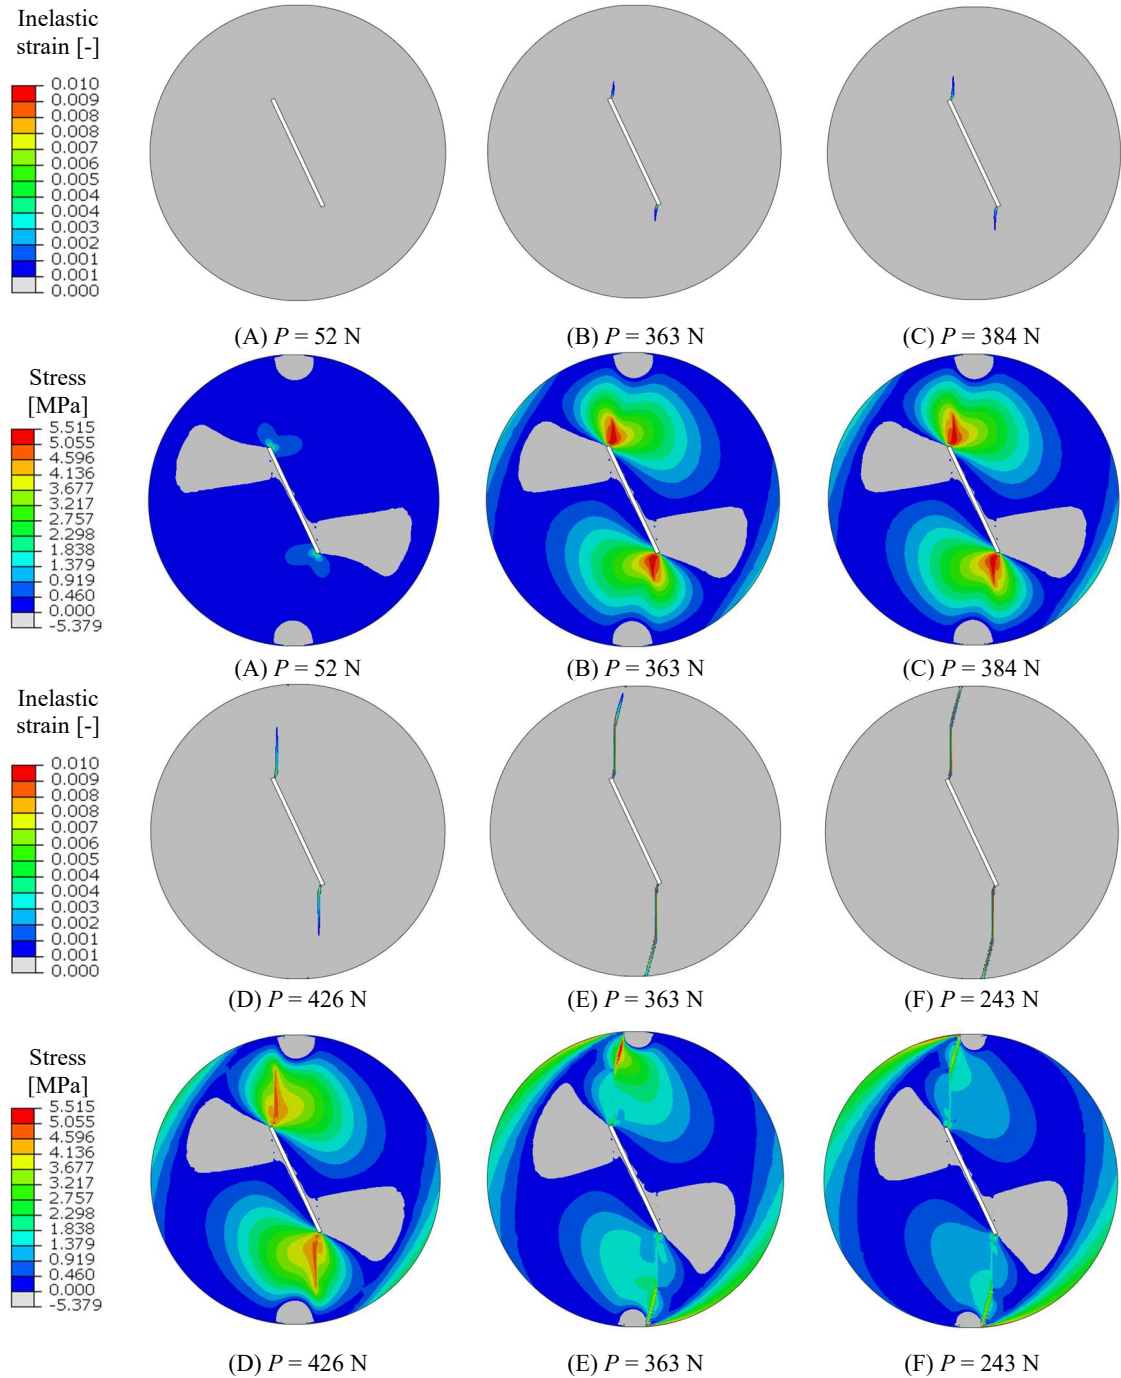 Inelastic
strain [-]
0.010
0.009
0.008
0.008
0.007
0.006
0.005
0.004
0.004
0.003
0.002
0.001
0.001
0.000
(A) P = 52 N
(B) P = 363 N
(C) P = 384 N
Stress
[MPa]
5.515
5.055
4.596
4.136
3.677
3.217
2.757
2.298
1.838
1.379
0.919
0.460
0.000
-5.379
(A) P = 52 N
(B) P = 363 N
(C) P = 384 N
Inelastic
strain [-]
0.010
0.009
0.008
0.008
0.007
0.006
0.005
0.004
0.004
0.003
0.002
0.001
0.001
0.000
(D) P = 426 N
(E) P = 363 N
(F) P = 243 N
Stress
[MPa]
5.515
5.055
4.596
4.136
3.677
3.217
2.757
2.298
1.838
1.379
0.919
0.460
0.000
-5.379
(D) P = 426 N
(E) P = 363 N
(F) P = 243 N